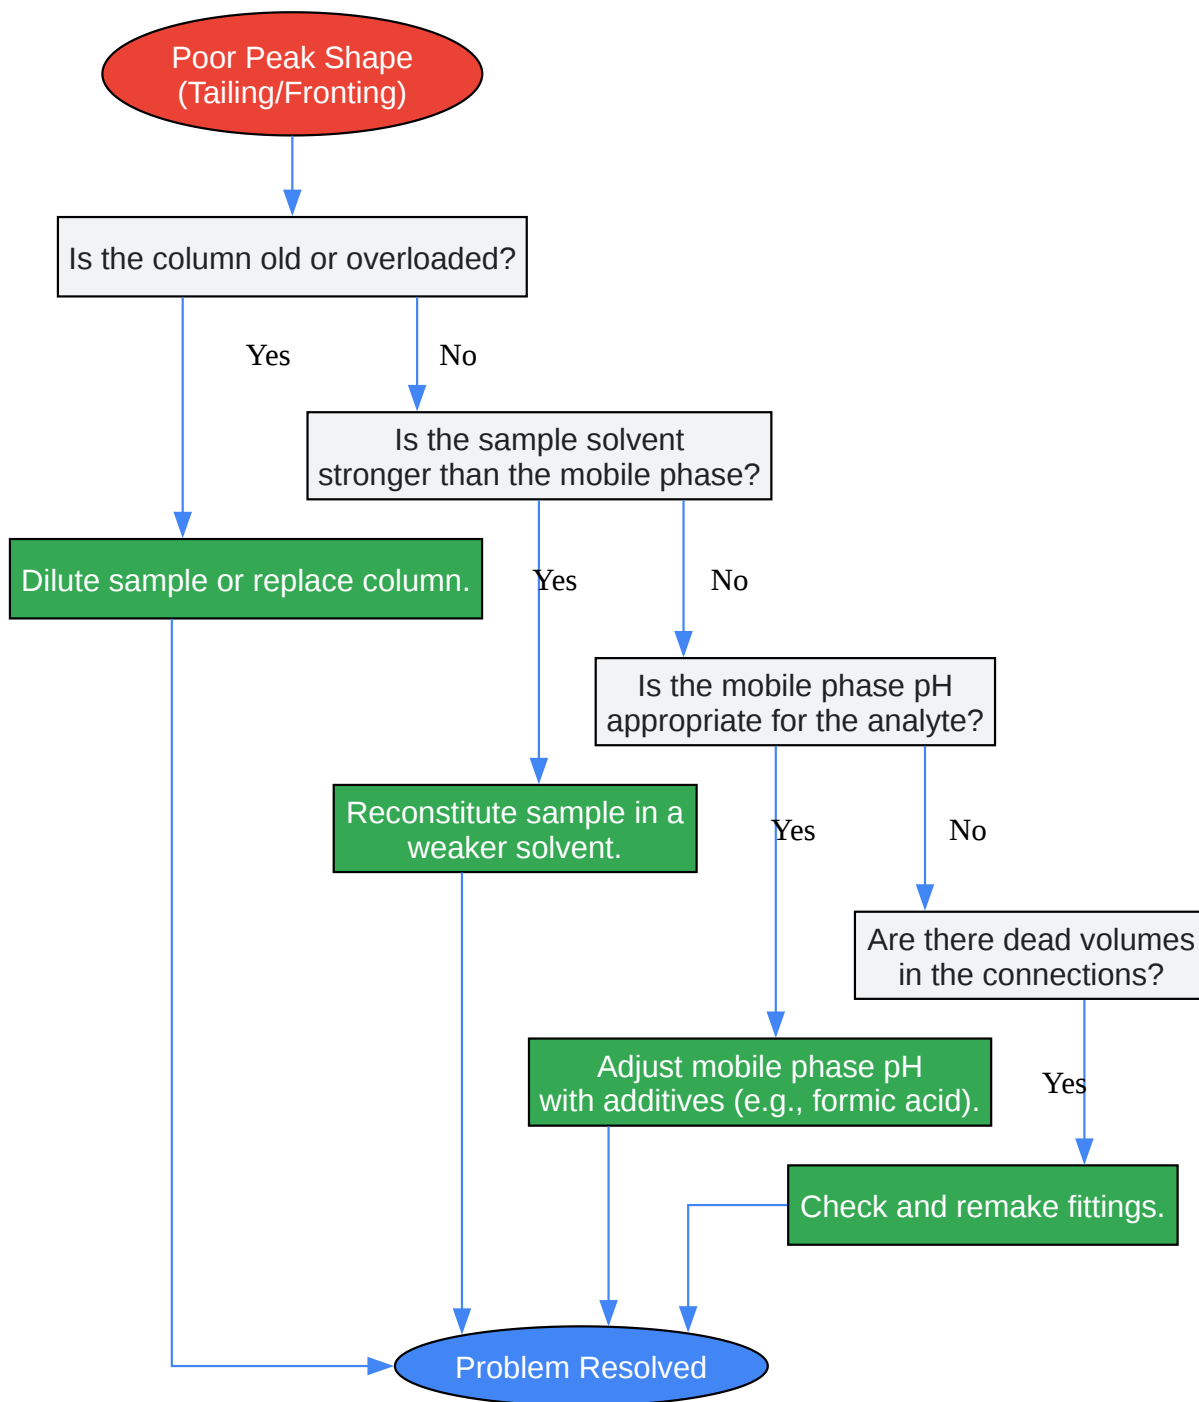 Poor Peak Shape
(Tailing/Fronting)
Is the column old or overloaded?
Yes
No
Is the sample solvent
stronger than the mobile phase?
Dilute sample or replace column.
Yes
No
Is the mobile phase pH
appropriate for the analyte?
Reconstitute sample in a
weaker solvent.
Yes
No
Are there dead volumes
in the connections?
Adjust mobile phase pH
with additives (e.g., formic acid).
Yes
Check and remake fittings.
Problem Resolved